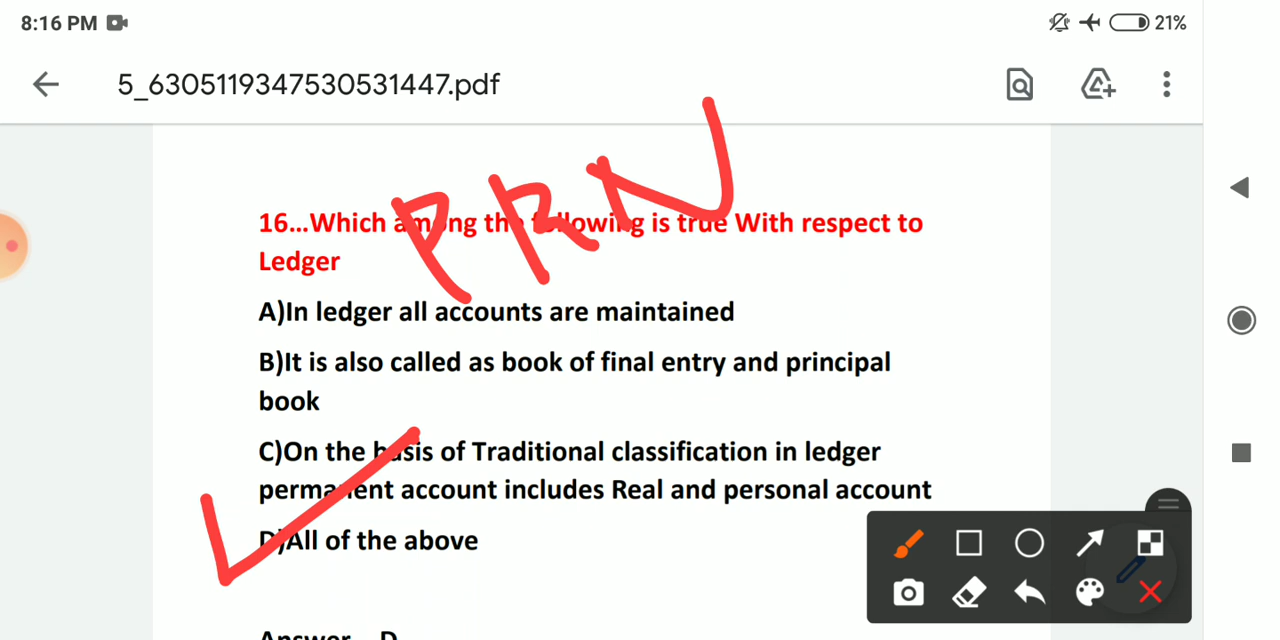 8:16 PM 21%
5_6305119347530531447.pdf
PRN
16...Which among the following is true With respect to
Ledger
A)In ledger all accounts are maintained
B)It is also called as book of final entry and principal
book
C)On the basis of Traditional classification in ledger
permanent account includes Real and personal account
D)All of the above
Answer D